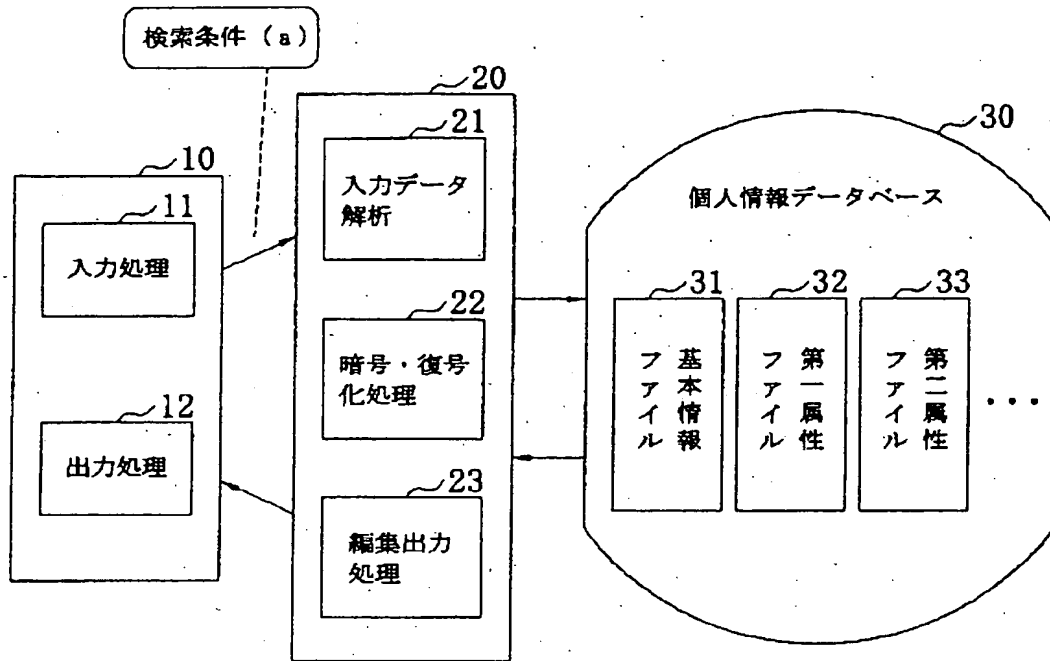 検索条件(a)
20
21
入力データ
解析
22
暗号・復号
化処理
23
編集出力
処理
10
11
入力処理
12
出力処理
30
個人情報データベース
31
基本情報
ファイル
32
第一属性
ファイル
33
第二属性
ファイル
・・・